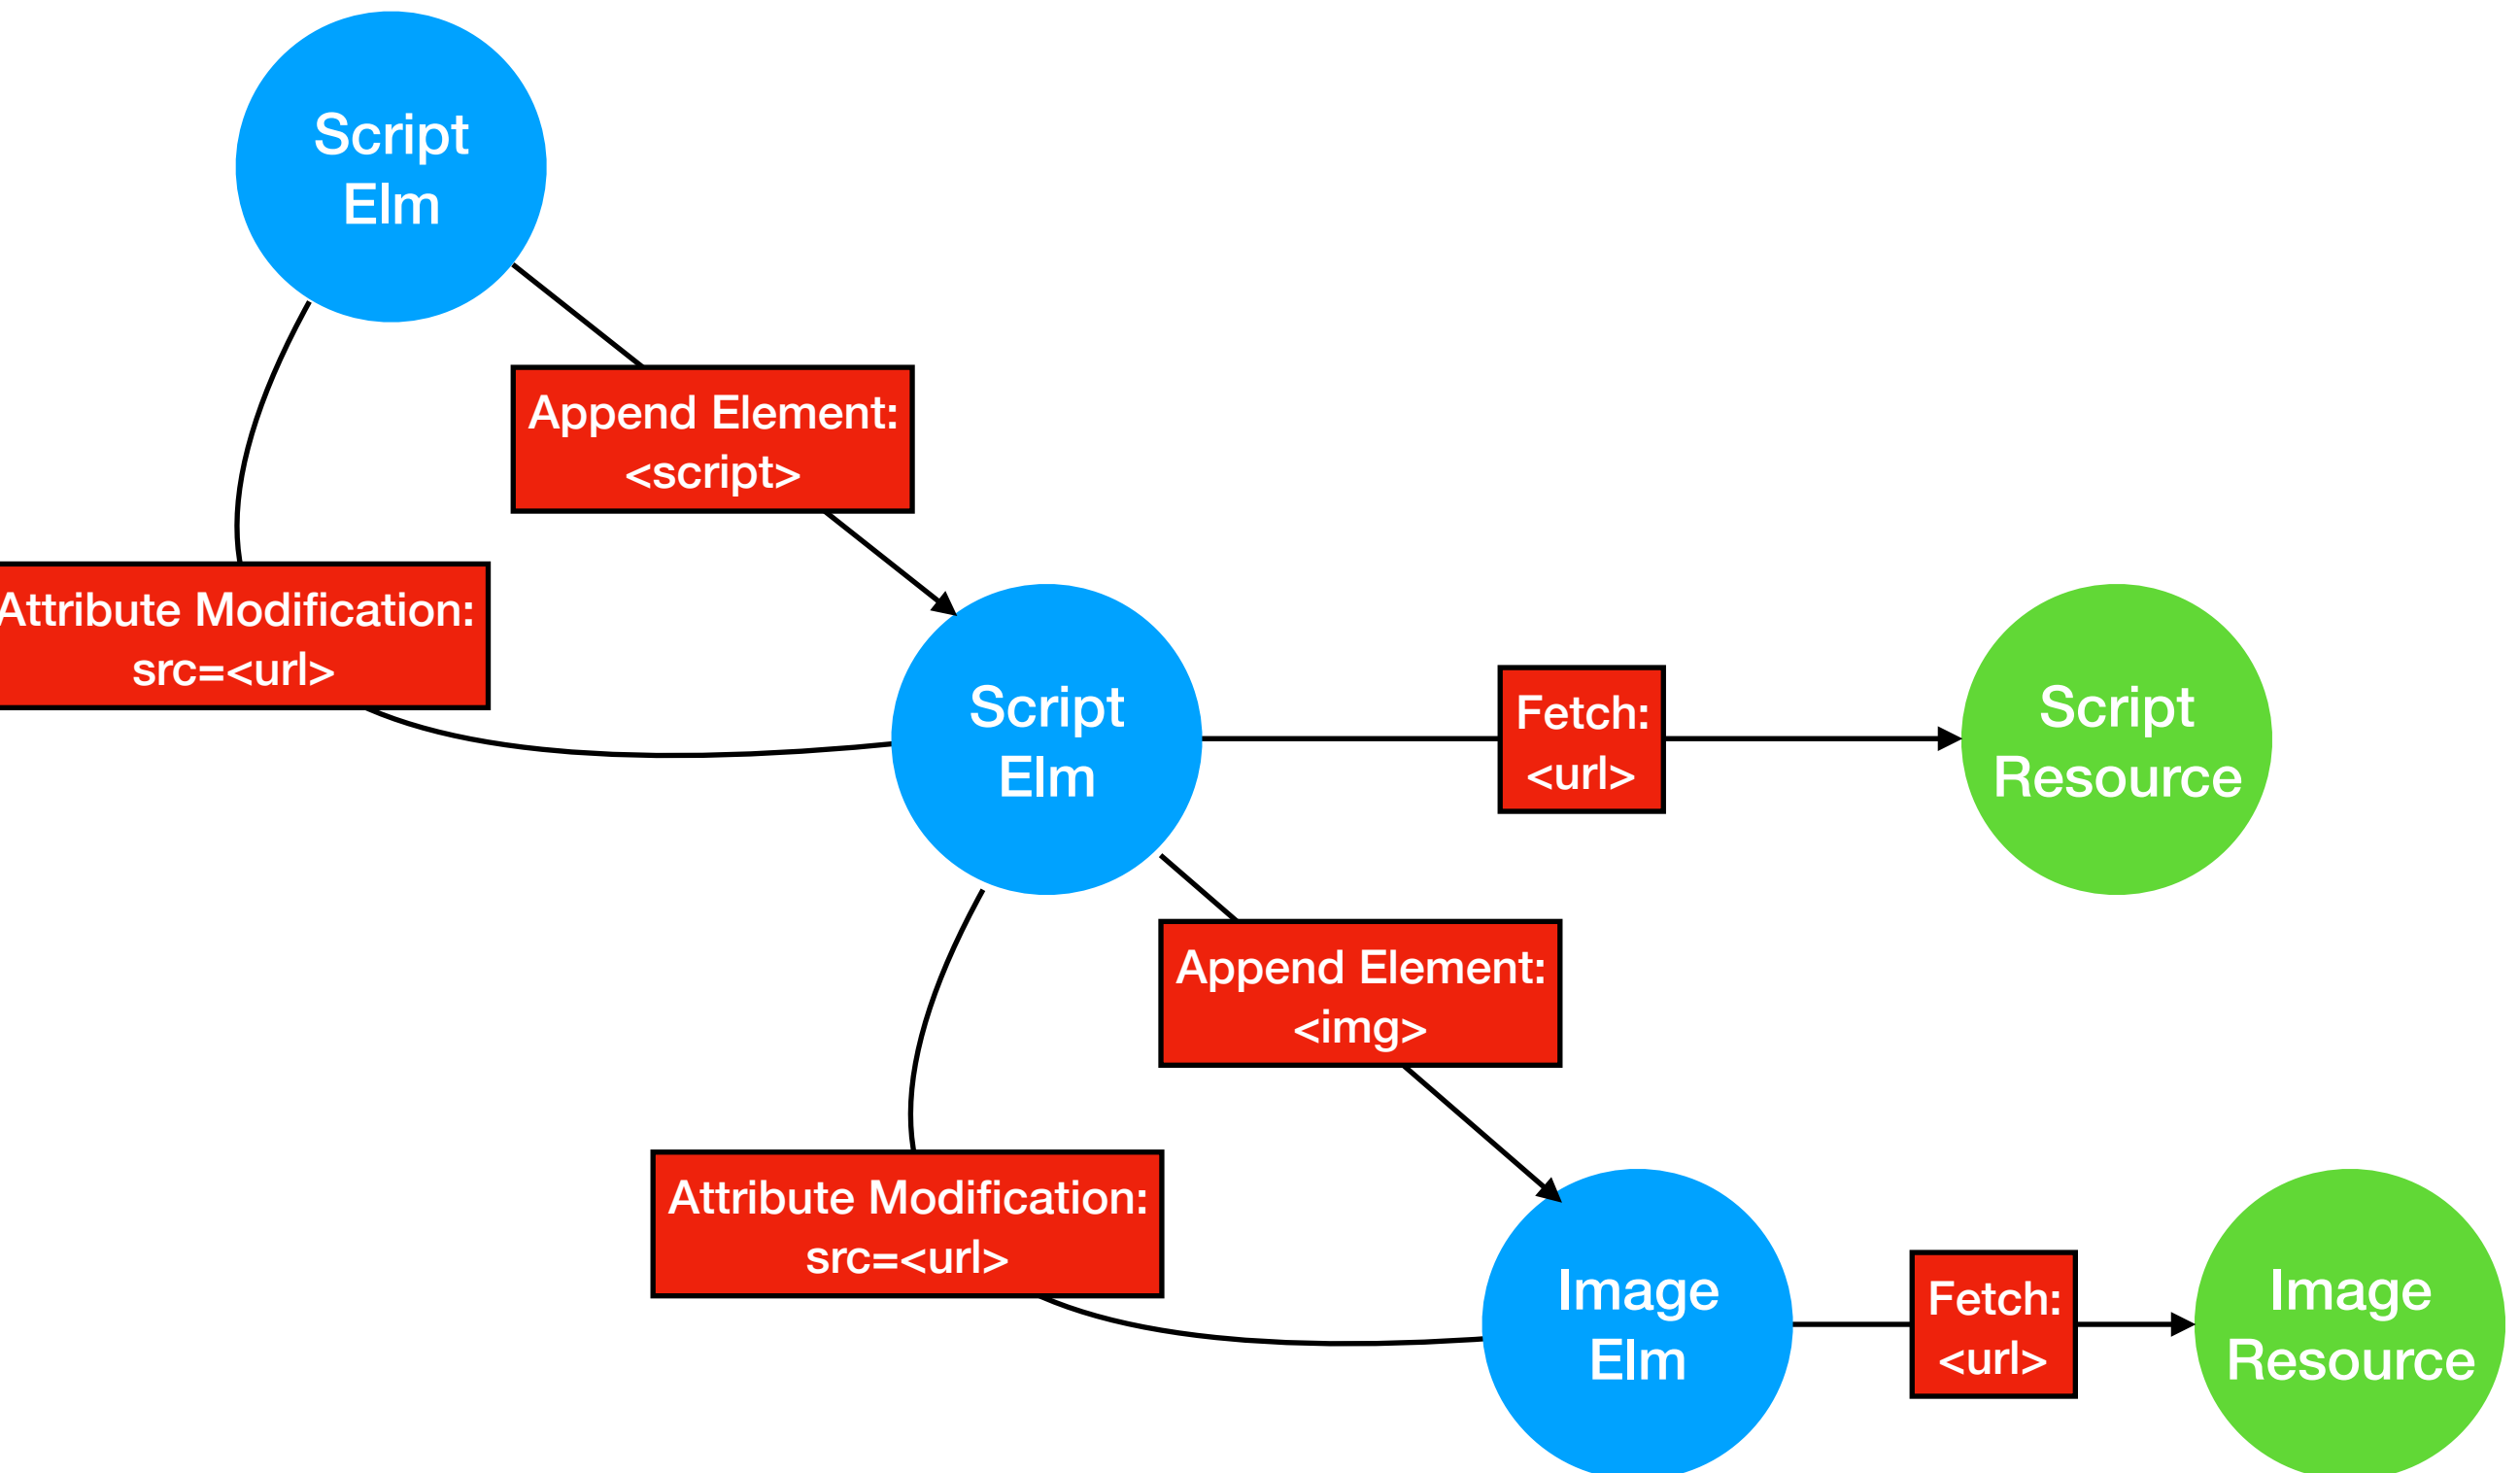 Script
Elm
Append Element:
<script>
Attribute Modification:
src=<url>
Script
Elm
Fetch:
<url>
Script
Resource
Append Element:
<img>
Attribute Modification:
src=<url>
Image
Elm
Fetch:
<url>
Image
Resource